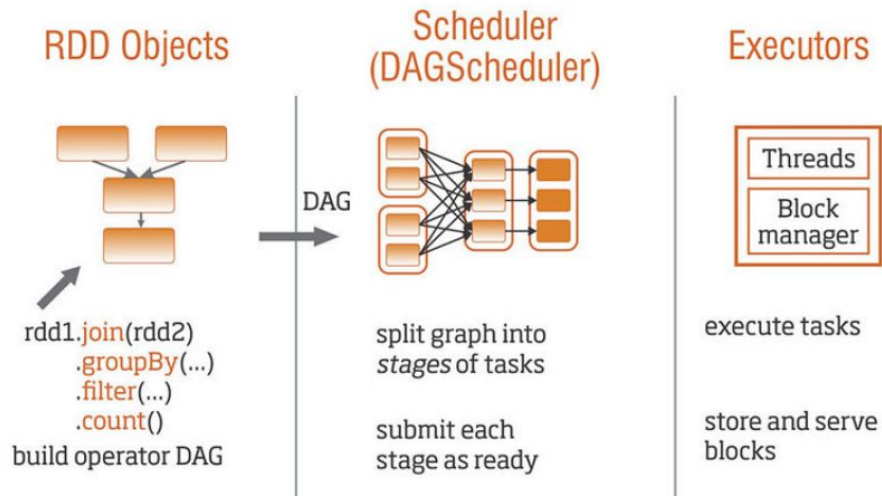 RDD Objects
rdd1.join(rdd2)
.groupBy(...)
.filter(...)
.count()
build operator DAG
DAG
Scheduler
(DAGScheduler)
split graph into
stages of tasks
submit each
stage as ready
Executors
Threads
Block
manager
execute tasks
store and serve
blocks